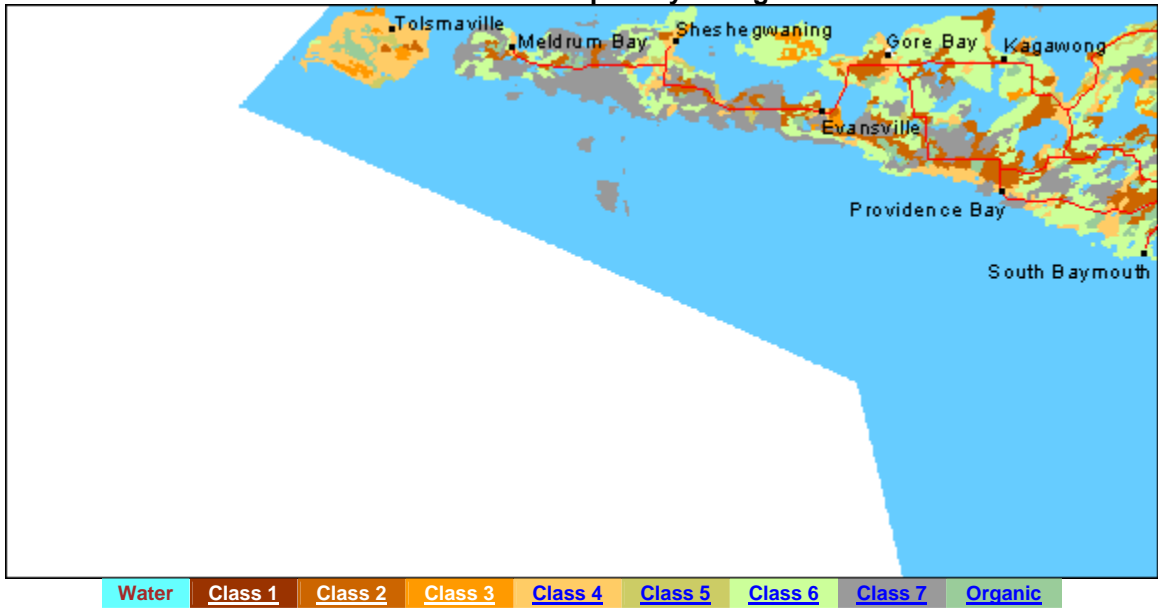 Tolsmaville
Meldrum Bay
Sheshegwaning
Gore Bay
Kagawong
Evansville
Providence Bay
South Baymouth
Water Class 1 Class 2 Class 3 Class 4 Class 5 Class 6 Class 7 Organic